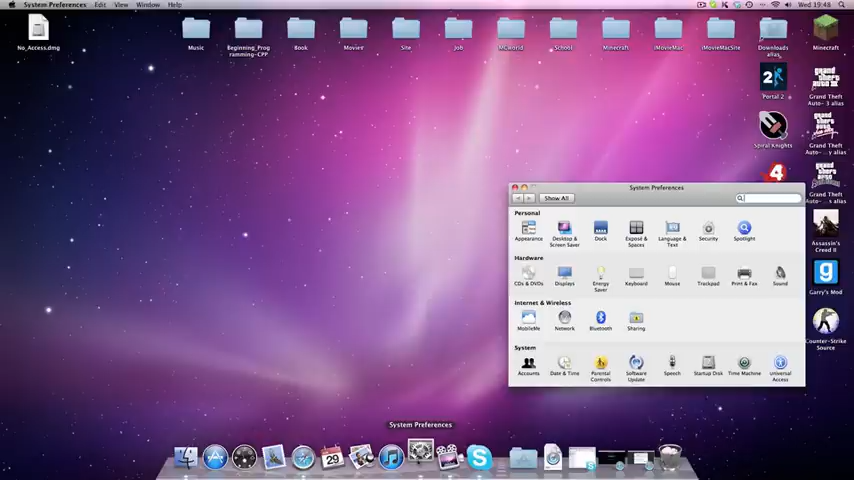 System Preferences Edit View Window Help
Wed 19:48
No_Access.dmg
Music
Beginning_Programming-CPP
Book
Movies
Site
Job
MCWorld
School
Minecraft
iMovieMac
iMovieMacSite
Downloads alias
Minecraft
2
Portal 2
Grand Theft Auto- 3 alias
Spiral Knights
Grand Theft Auto- ...y alias
4
Grand Theft Auto- ...s alias
Assassin's Creed II
Garry's Mod
Counter-Strike Source
System Preferences
Show All
Personal
Appearance
Desktop & Screen Saver
Dock
Exposé & Spaces
Language & Text
Security
Spotlight
Hardware
CDs & DVDs
Displays
Energy Saver
Keyboard
Mouse
Trackpad
Print & Fax
Sound
Internet & Wireless
MobileMe
Network
Bluetooth
Sharing
System
Accounts
Date & Time
Parental Controls
Software Update
Speech
Startup Disk
Time Machine
Universal Access
System Preferences
29